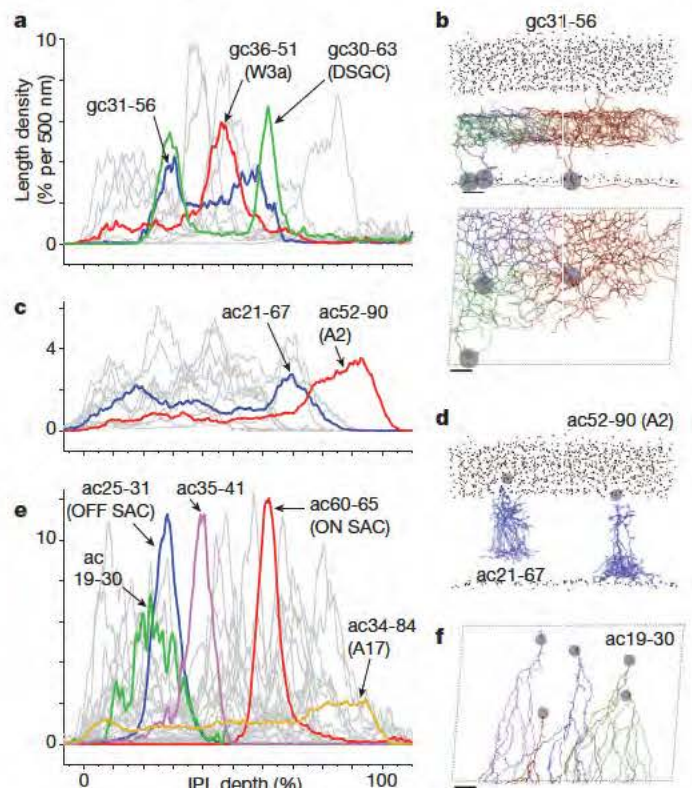 a
10
0
Length density
(% per 500 nm)
gc31-56
gc36-51
(W3a)
gc30-63
(DSGC)
b
gc31-56
c
4
0
ac21-67
ac52-90
(A2)
d
ac52-90 (A2)
ac21-67
e
10
0
ac25-31
(OFF SAC)
ac35-41
ac60-65
(ON SAC)
ac
19-30
ac34-84
(A17)
0
IPL depth (%)
100
f
ac19-30